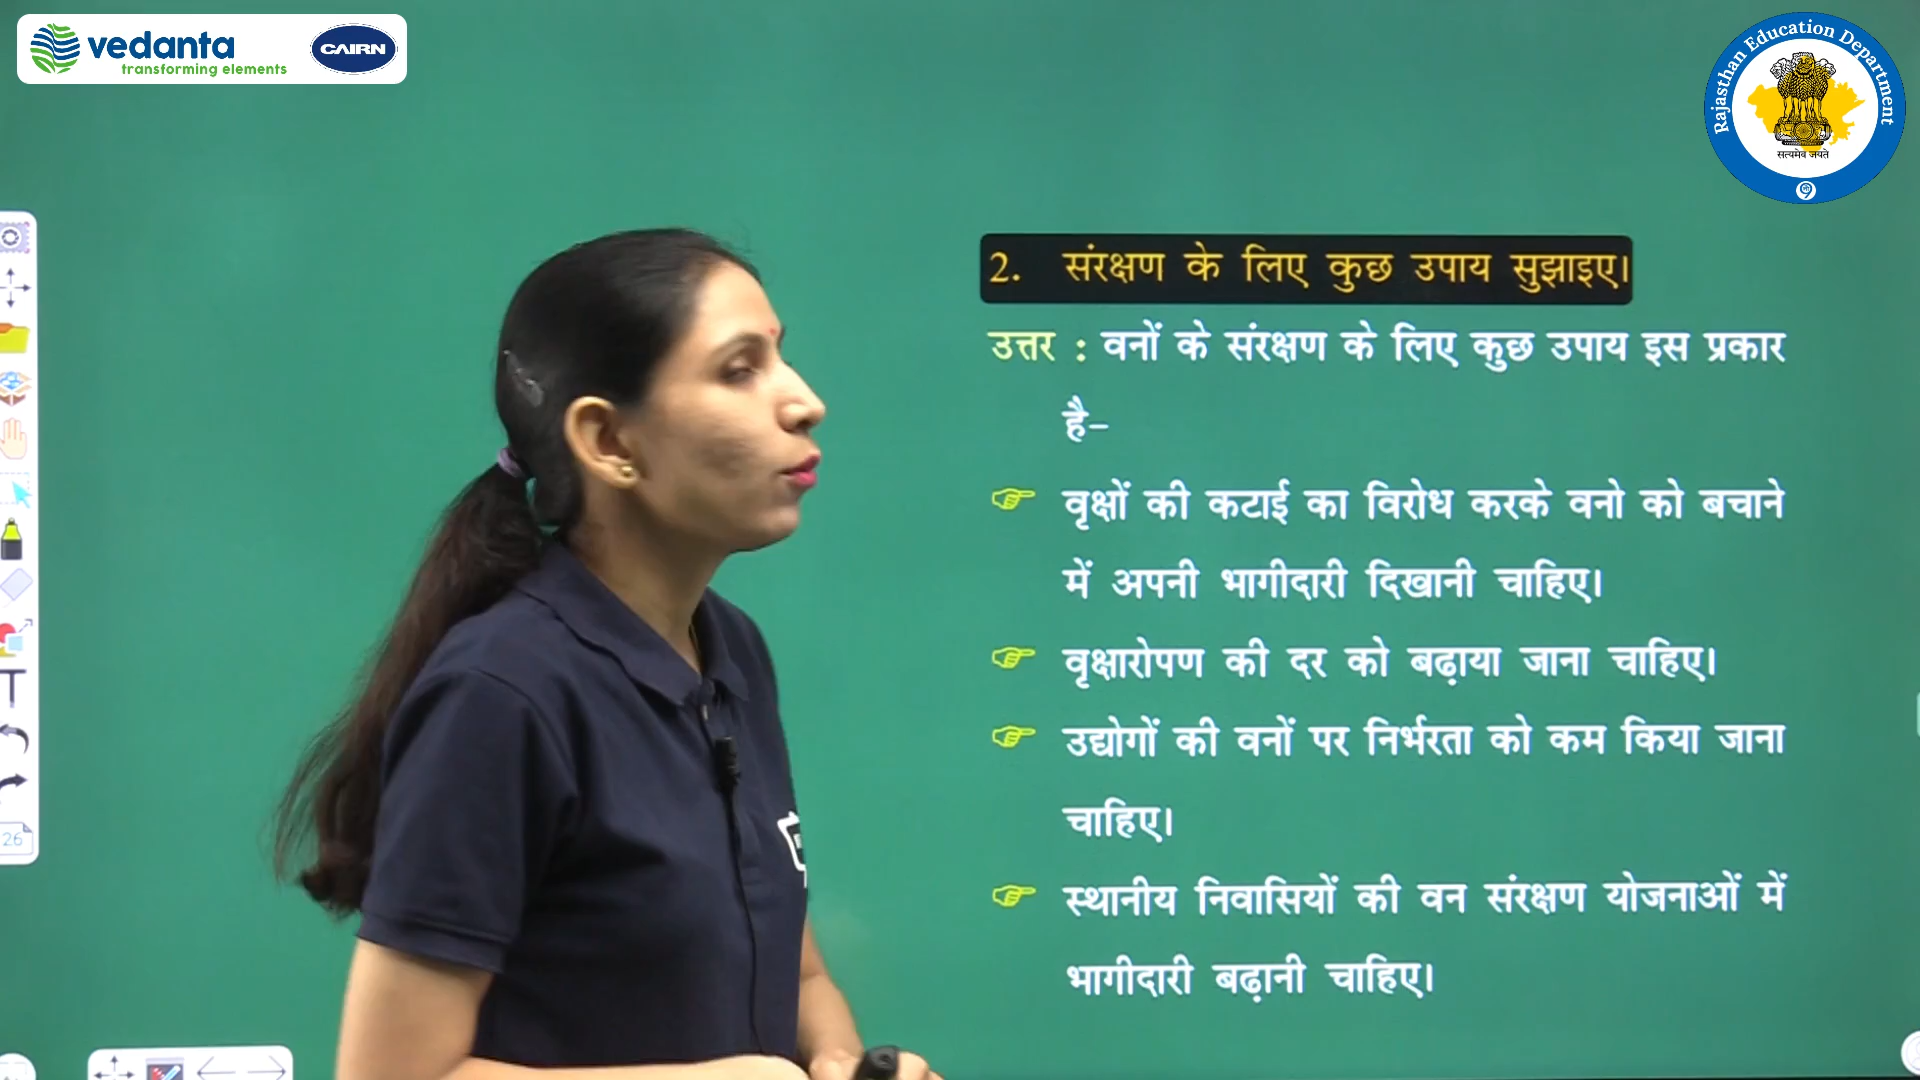 vedanta
transforming elements
CAIRN
Rajasthan Education Department
सत्यमेव जयते
2. संरक्षण के लिए कुछ उपाय सुझाइए।
उत्तर : वनों के संरक्षण के लिए कुछ उपाय इस प्रकार
है–
वृक्षों की कटाई का विरोध करके वनो को बचाने
में अपनी भागीदारी दिखानी चाहिए।
वृक्षारोपण की दर को बढ़ाया जाना चाहिए।
उद्योगों की वनों पर निर्भरता को कम किया जाना
चाहिए।
स्थानीय निवासियों की वन संरक्षण योजनाओं में
भागीदारी बढ़ानी चाहिए।
T
26